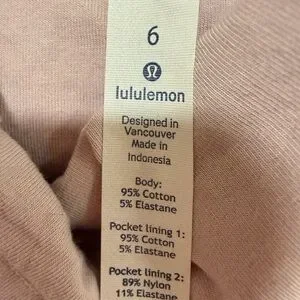 6
lululemon
Designed in
Vancouver
Made in
Indonesia
Body:
95% Cotton
5% Elastane
Pocket lining 1:
95% Cotton
5% Elastane
Pocket lining 2:
89% Nylon
11% Elastane